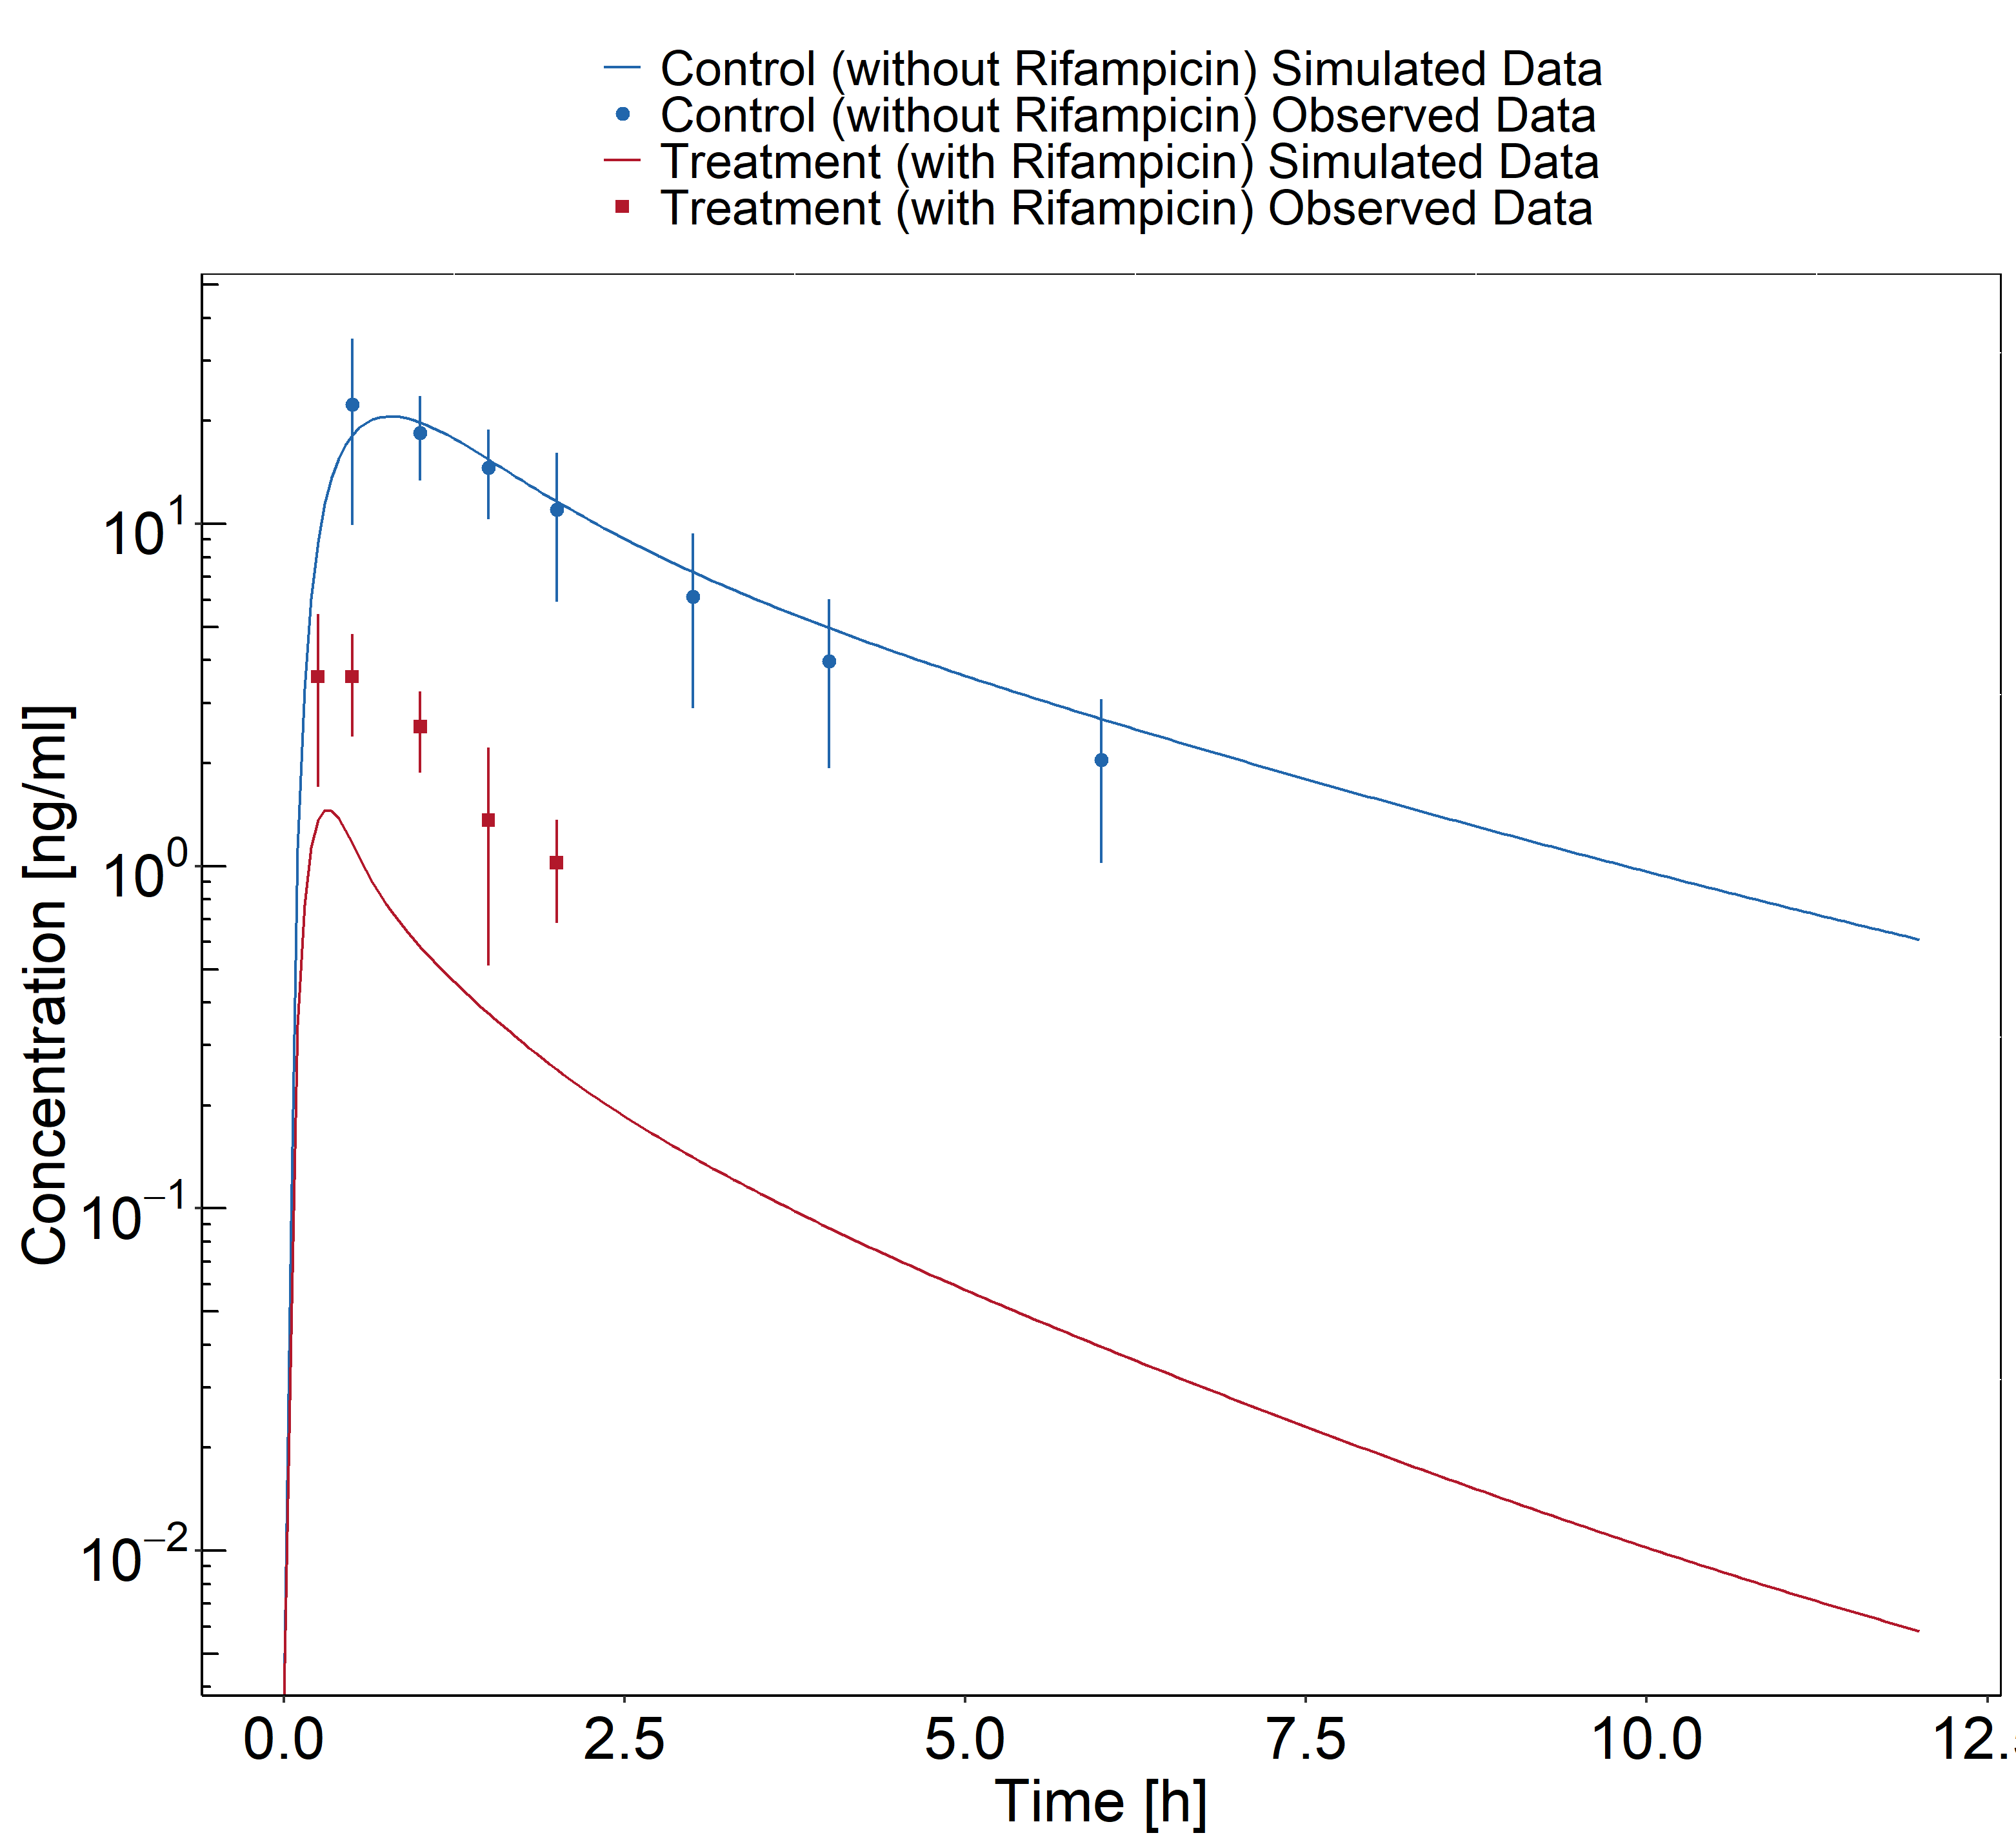 Control (without Rifampicin) Simulated Data
Control (without Rifampicin) Observed Data
Treatment (with Rifampicin) Simulated Data
Treatment (with Rifampicin) Observed Data
Concentration [ng/ml]
10¹
10⁰
10⁻¹
10⁻²
0.0 2.5 5.0 7.5 10.0 12.
Time [h]